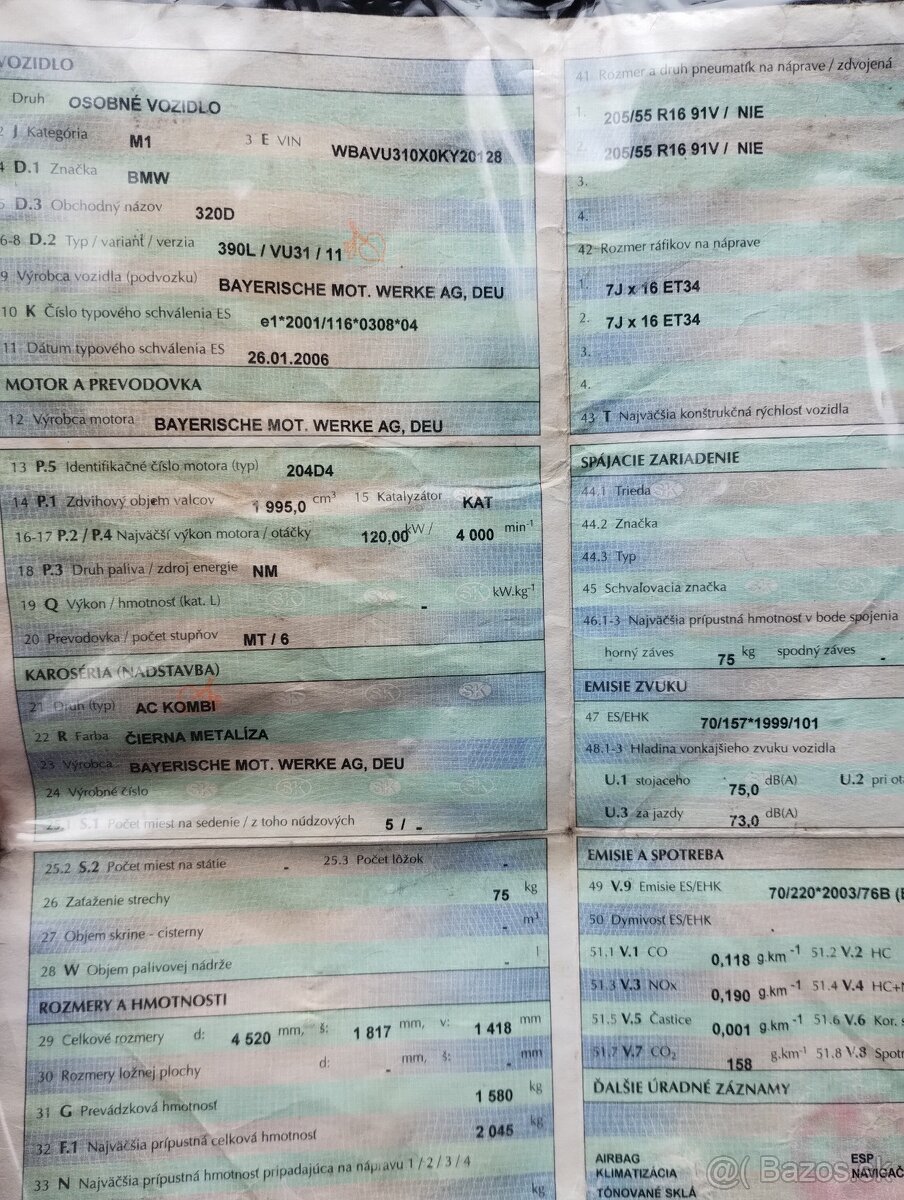 VOZIDLO
Druh OSOBNÉ VOZIDLO
2 J Kategória M1 3 E VIN WBAVU310X0KY20128
4 D.1 Značka BMW
5 D.3 Obchodný názov 320D
6-8 D.2 Typ / variant / verzia 390L / VU31 / 11
9 Výrobca vozidla (podvozku) BAYERISCHE MOT. WERKE AG, DEU
10 K Číslo typového schválenia ES e1*2001/116*0308*04
11 Dátum typového schválenia ES 26.01.2006
MOTOR A PREVODOVKA
12 Výrobca motora BAYERISCHE MOT. WERKE AG, DEU
13 P.5 Identifikačné číslo motora (typ) 204D4
14 P.1 Zdvihový objem valcov 1 995,0 cm³ 15 Katalyzátor KAT
16-17 P.2 / P.4 Najväčší výkon motora / otáčky 120,00 kW / 4 000 min⁻¹
18 P.3 Druh paliva / zdroj energie NM
19 Q Výkon / hmotnosť (kat. L) - kW.kg⁻¹
20 Prevodovka / počet stupňov MT / 6
KAROSÉRIA (NADSTAVBA)
21 Druh (typ) AC KOMBI
22 R Farba ČIERNA METALÍZA
23 Výrobca BAYERISCHE MOT. WERKE AG, DEU
24 Výrobné číslo
25.1 S.1 Počet miest na sedenie / z toho núdzových 5 / -
25.2 S.2 Počet miest na státie - 25.3 Počet lôžok -
26 Zaťaženie strechy 75 kg
27 Objem skrine - cisterny - m³
28 W Objem palivovej nádrže - l
ROZMERY A HMOTNOSTI
29 Celkové rozmery d: 4 520 mm, š: 1 817 mm, v: 1 418 mm
30 Rozmery ložnej plochy d: - mm, š: - mm
31 G Prevádzková hmotnosť 1 580 kg
32 F.1 Najväčšia prípustná celková hmotnosť 2 045 kg
33 N Najväčšia prípustná hmotnosť pripadajúca na nápravu 1 / 2 / 3 / 4
kg
41 Rozmer a druh pneumatík na náprave / zdvojená
1. 205/55 R16 91V / NIE
2. 205/55 R16 91V / NIE
3.
4.
42 Rozmer ráfikov na náprave
1. 7J x 16 ET34
2. 7J x 16 ET34
3.
4.
43 T Najväčšia konštrukčná rýchlosť vozidla
SPÁJACIE ZARIADENIE
44.1 Trieda
44.2 Značka
44.3 Typ
45 Schvaľovacia značka
46.1-3 Najväčšia prípustná hmotnosť v bode spojenia
horný záves 75 kg spodný záves -
EMISIE ZVUKU
47 ES/EHK 70/157*1999/101
48.1-3 Hladina vonkajšieho zvuku vozidla
U.1 stojaceho 75,0 dB(A) U.2 pri otá
U.3 za jazdy 73,0 dB(A)
EMISIE A SPOTREBA
49 V.9 Emisie ES/EHK 70/220*2003/76B (E
50 Dymivosť ES/EHK
51.1 V.1 CO 0,118 g.km⁻¹ 51.2 V.2 HC
51.3 V.3 NOx 0,190 g.km⁻¹ 51.4 V.4 HC+N
51.5 V.5 Častice 0,001 g.km⁻¹ 51.6 V.6 Kor. s
51.7 V.7 CO₂ 158 g.km⁻¹ 51.8 V.8 Spotr
ĎALŠIE ÚRADNÉ ZÁZNAMY
AIRBAG ESP
KLIMATIZÁCIA NAVIGAČ
TÓNOVANÉ SKLÁ
@( Bazos.sk